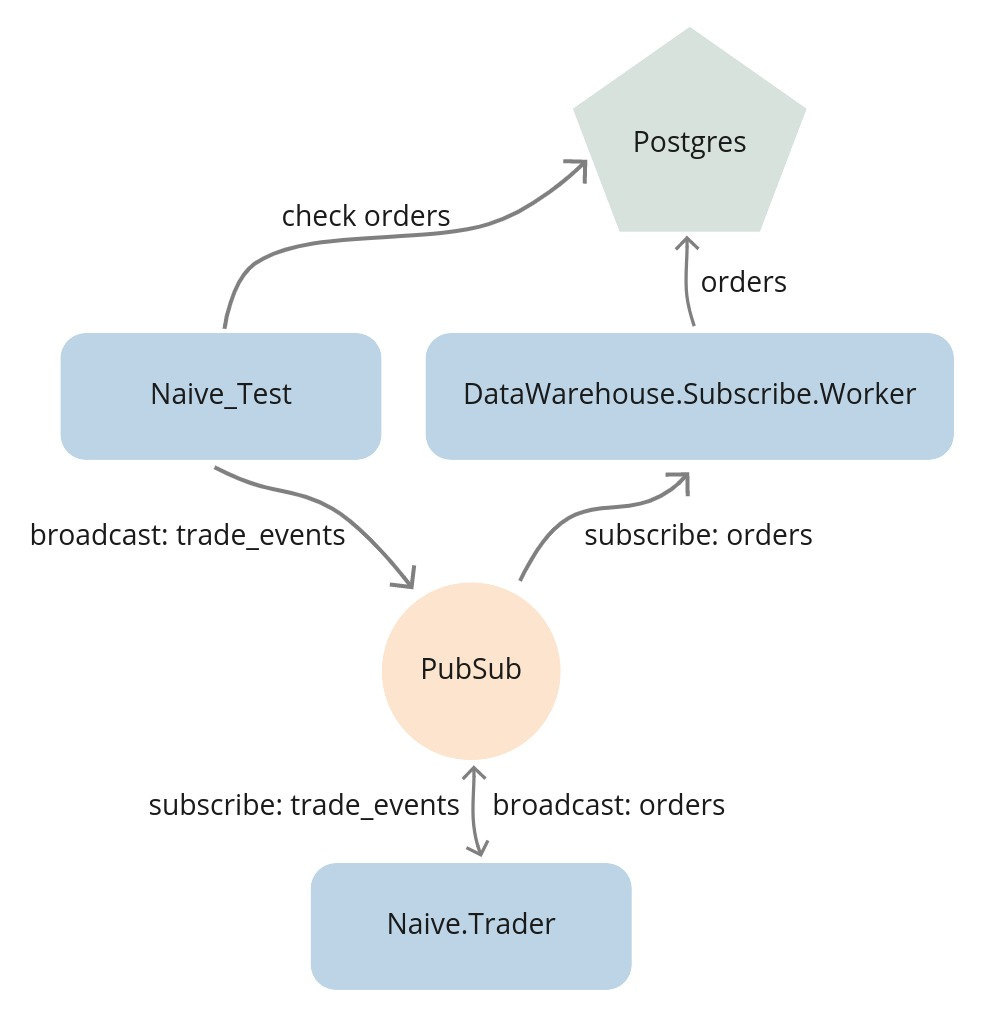 Postgres
check orders
orders
Naive_Test
DataWarehouse.Subscribe.Worker
broadcast: trade_events
subscribe: orders
PubSub
subscribe: trade_events
broadcast: orders
Naive.Trader